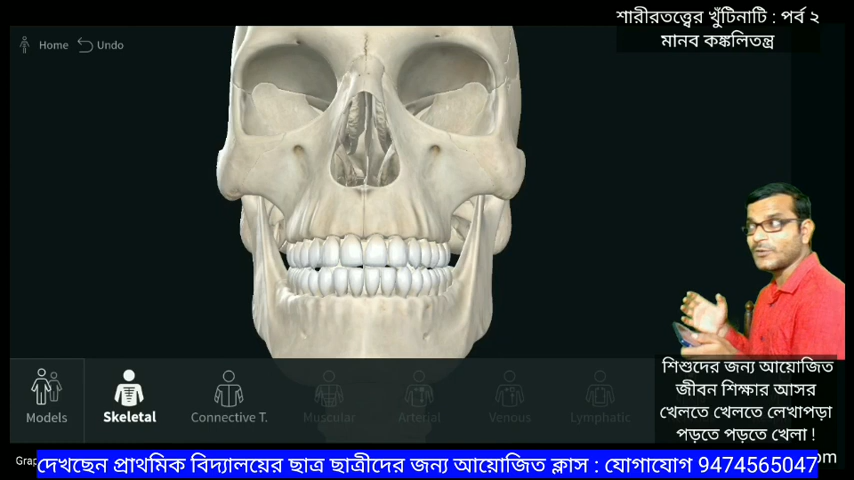 শারীরতত্ত্বের খুঁটিনাটি : পর্ব ২
মানব কঙ্কালতন্ত্র
Home Undo
Models Skeletal Connective T. Muscular Arterial Venous Lymphatic
শিশুদের জন্য আয়োজিত
জীবন শিক্ষার আসর
খেলতে খেলতে লেখাপড়া
পড়তে পড়তে খেলা !
দেখছেন প্রাথমিক বিদ্যালয়ের ছাত্র ছাত্রীদের জন্য আয়োজিত ক্লাস : যোগাযোগ 9474565047